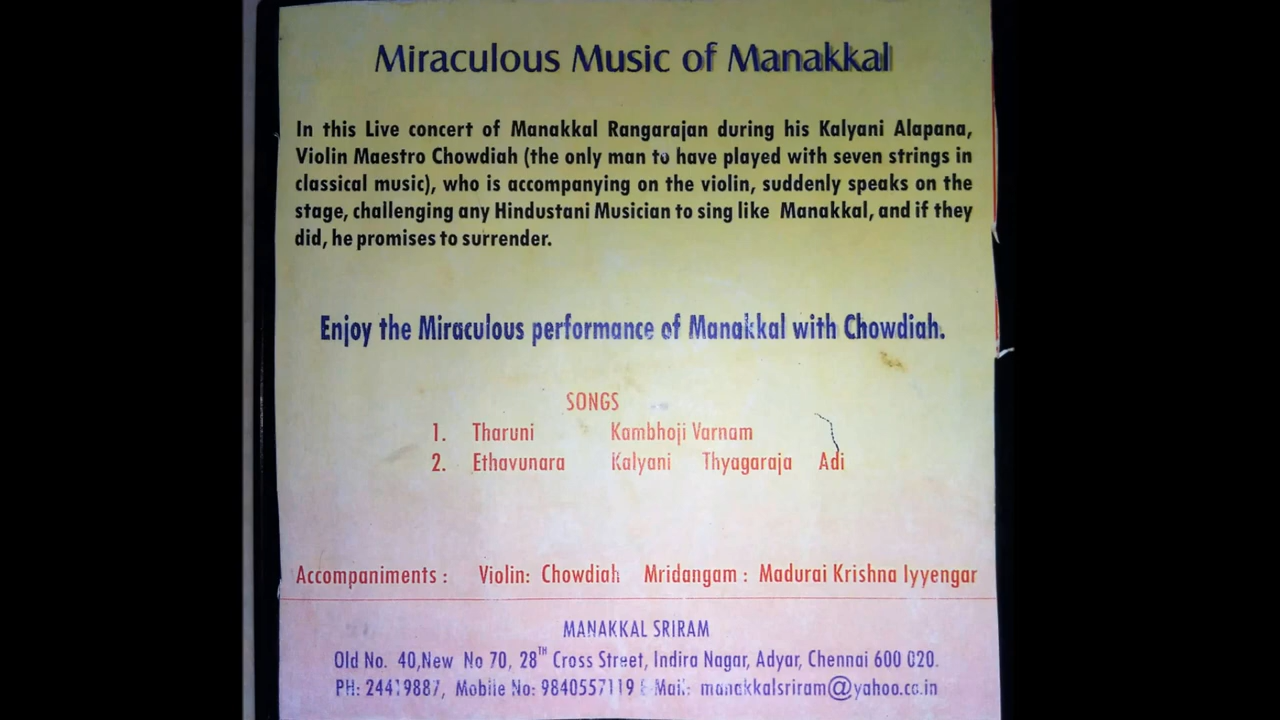 Miraculous Music of Manakkal
In this Live concert of Manakkal Rangarajan during his Kalyani Alapana,
Violin Maestro Chowdiah (the only man to have played with seven strings in
classical music), who is accompanying on the violin, suddenly speaks on the
stage, challenging any Hindustani Musician to sing like Manakkal, and if they
did, he promises to surrender.
Enjoy the Miraculous performance of Manakkal with Chowdiah.
SONGS
1. Tharuni Kambhoji Varnam
2. Ethavunara Kalyani Thyagaraja Adi
Accompaniments : Violin: Chowdiah Mridangam : Madurai Krishna Iyyengar
MANAKKAL SRIRAM
Old No. 40,New No 70, 28TH Cross Street, Indira Nagar, Adyar, Chennai 600 020.
PH: 24419887, Mobile No: 9840557119 E-Mail: manakkalsriram@yahoo.co.in